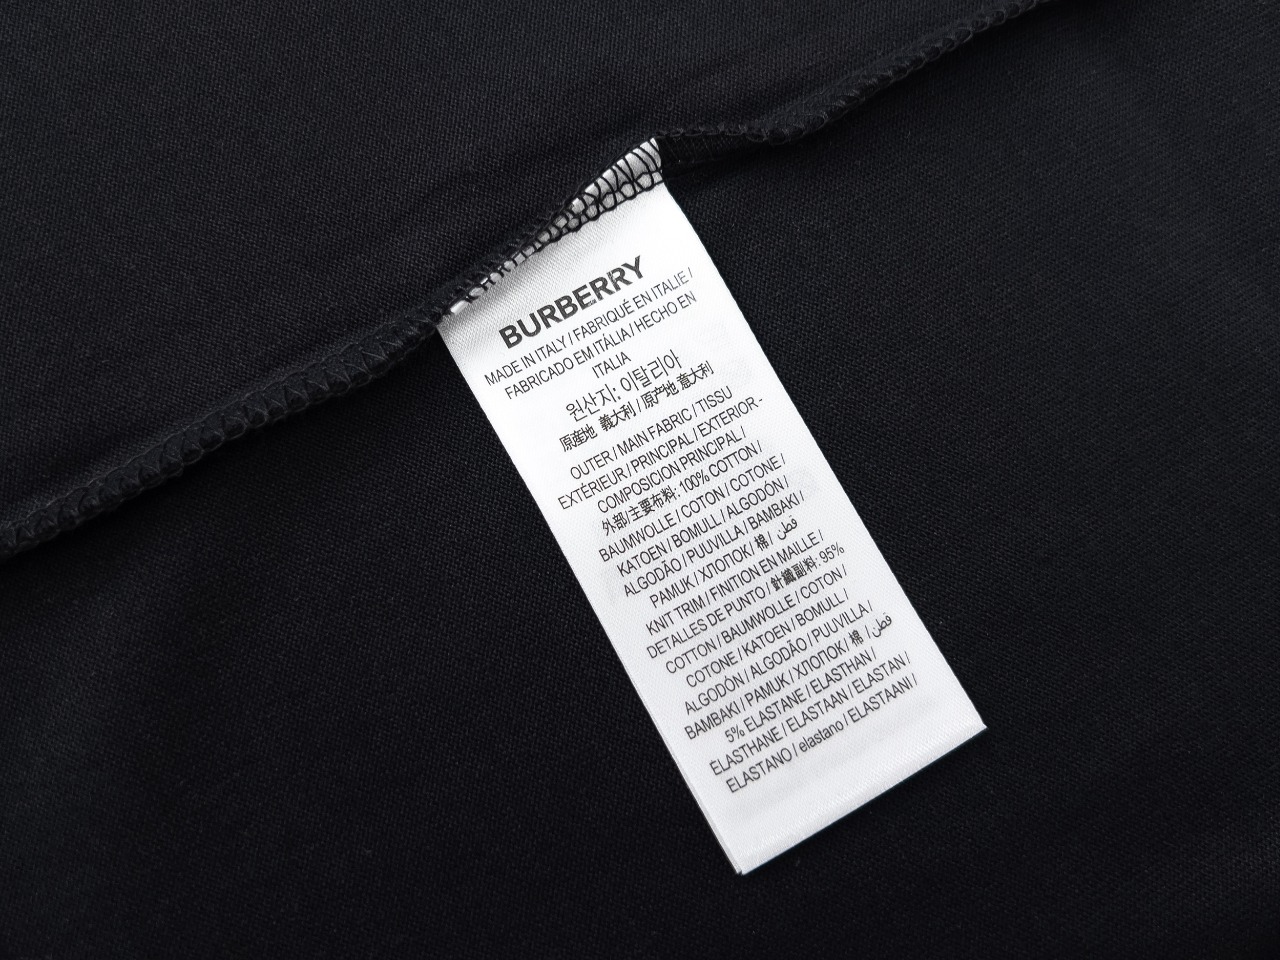 BURBERRY
MADE IN ITALY / FABRIQUÉ EN ITALIE /
FABRICADO EM ITÁLIA / HECHO EN
ITALIA
원산지: 이탈리아
原産地 義大利 / 原产地 意大利
OUTER / MAIN FABRIC / TISSU
EXTÉRIEUR / PRINCIPAL / EXTERIOR -
COMPOSICION PRINCIPAL /
外部/主要布料: 100% COTTON /
BAUMWOLLE / COTON / COTONE /
KATOEN / BOMULL / ALGODÓN /
ALGODÃO / PUUVILLA / BAMBAKI /
PAMUK / ХЛОПОК / 棉 / قطن
KNIT TRIM / FINITION EN MAILLE /
DETALLES DE PUNTO / 針織副料: 95%
COTTON / BAUMWOLLE / COTON /
COTONE / KATOEN / BOMULL /
ALGODÓN / ALGODÃO / PUUVILLA /
BAMBAKI / PAMUK / ХЛОПОК / 棉 / قطن
5% ELASTANE / ELASTHAN /
ÉLASTHANE / ELASTAAN / ELASTAN /
ELASTANO / elastano / ELASTAANI /